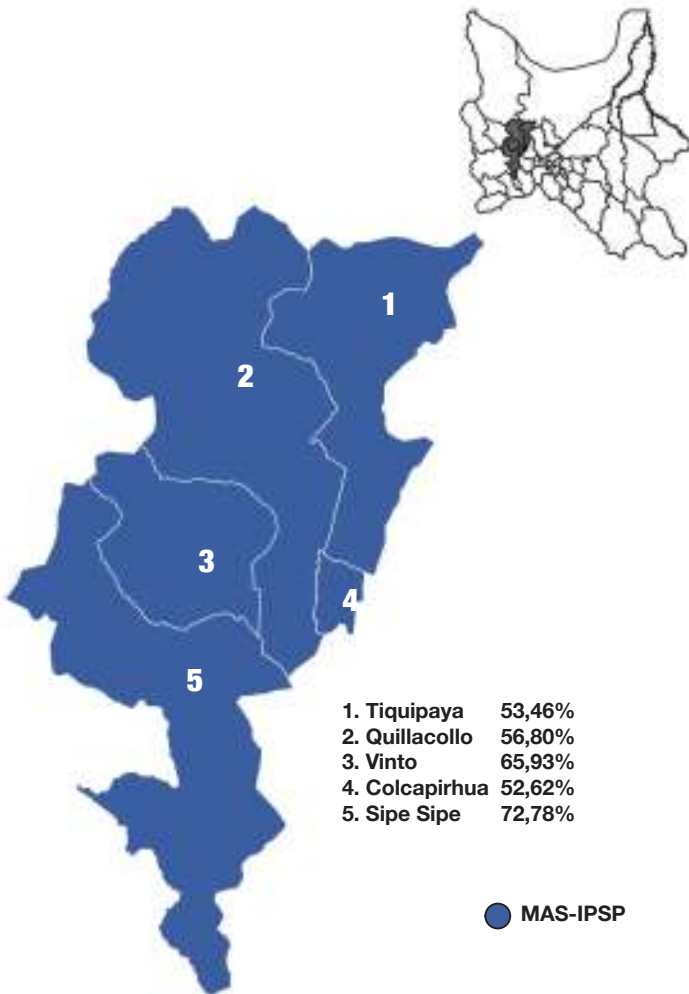 1
2
3
4
5
1. Tiquipaya 53,46%
2. Quillacollo 56,80%
3. Vinto 65,93%
4. Colcapirhua 52,62%
5. Sipe Sipe 72,78%
MAS-IPSP